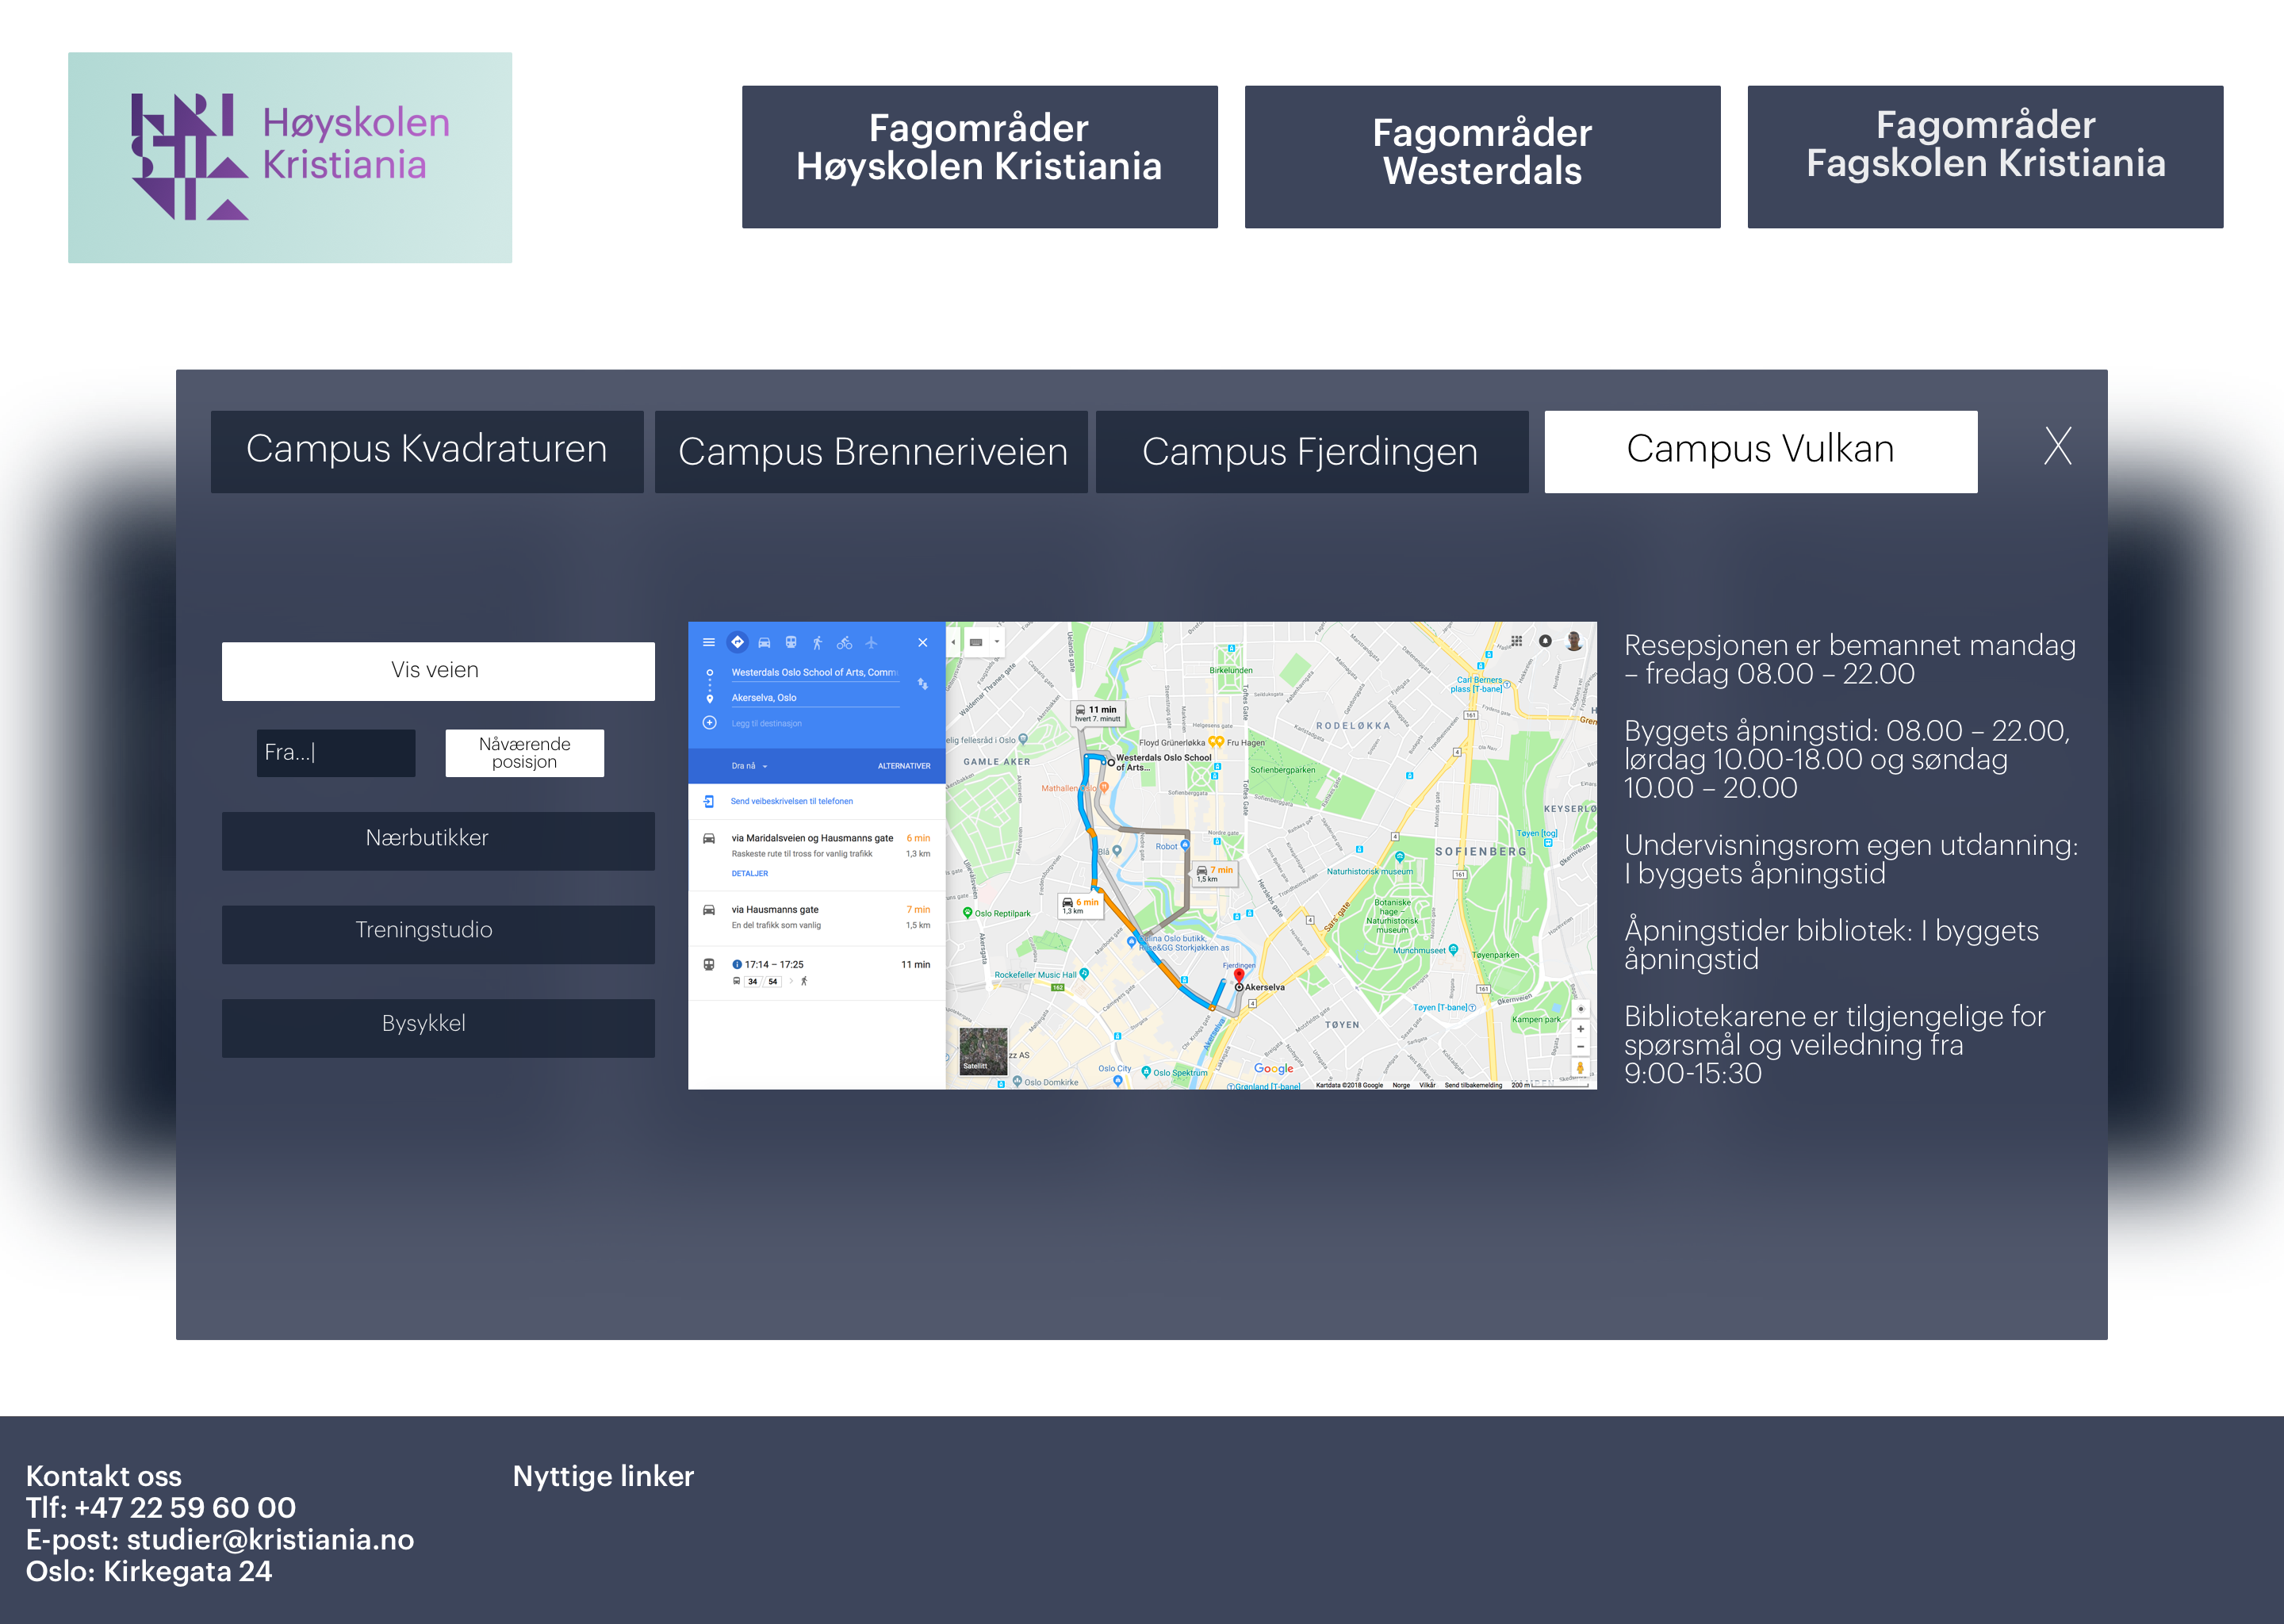 Høyskolen
Kristiania
Fagområder
Høyskolen Kristiania
Fagområder
Westerdals
Fagområder
Fagskolen Kristiania
Campus Kvadraturen
Campus Brenneriveien
Campus Fjerdingen
Campus Vulkan
X
Vis veien
Fra...|
Nåværende
posisjon
Nærbutikker
Treningstudio
Bysykkel
Westerdals Oslo School of Arts, Comm
Akerselva, Oslo
Legg til destinasjon
Dra nå
ALTERNATIVER
Send veibeskrivelsen til telefonen
via Maridalsveien og Hausmanns gate 6 min
Raskeste rute til tross for vanlig trafikk 1,3 km
DETALJER
via Hausmanns gate 7 min
En del trafikk som vanlig 1,5 km
17:14 – 17:25 11 min
34 54
Birkelunden
Carl Berners
plass [T-bane]
11 min
hvert 7. minutt
RODELØKKA
Floyd Grünerløkka
Fru Hagen
GAMLE AKER
Westerdals Oslo School
of Arts...
Sofienbergparken
Mathallen Oslo
KEYSERLØ
Tøyen [tog]
Blå
Robot
SOFIENBERG
7 min
1,5 km
Naturhistorisk museum
6 min
1,3 km
Botaniske
hage –
Naturhistorisk
museum
Oslo Reptilpark
Sars' gate
Munchmuseet
Tøyenparken
Rockefeller Music Hall
162
Fjerdingen
Akerselva
161
Tøyen [T-bane]
Kampen park
TØYEN
Satellitt
zz AS
Oslo City
Oslo Spektrum
Google
Oslo Domkirke
Grønland [T-bane]
Kartdata ©2018 Google Norge Vilkår Send tilbakemelding 200 m
Resepsjonen er bemannet mandag
– fredag 08.00 – 22.00
Byggets åpningstid: 08.00 – 22.00,
lørdag 10.00-18.00 og søndag
10.00 – 20.00
Undervisningsrom egen utdanning:
I byggets åpningstid
Åpningstider bibliotek: I byggets
åpningstid
Bibliotekarene er tilgjengelige for
spørsmål og veiledning fra
9:00-15:30
Kontakt oss
Tlf: +47 22 59 60 00
E-post: studier@kristiania.no
Oslo: Kirkegata 24
Nyttige linker